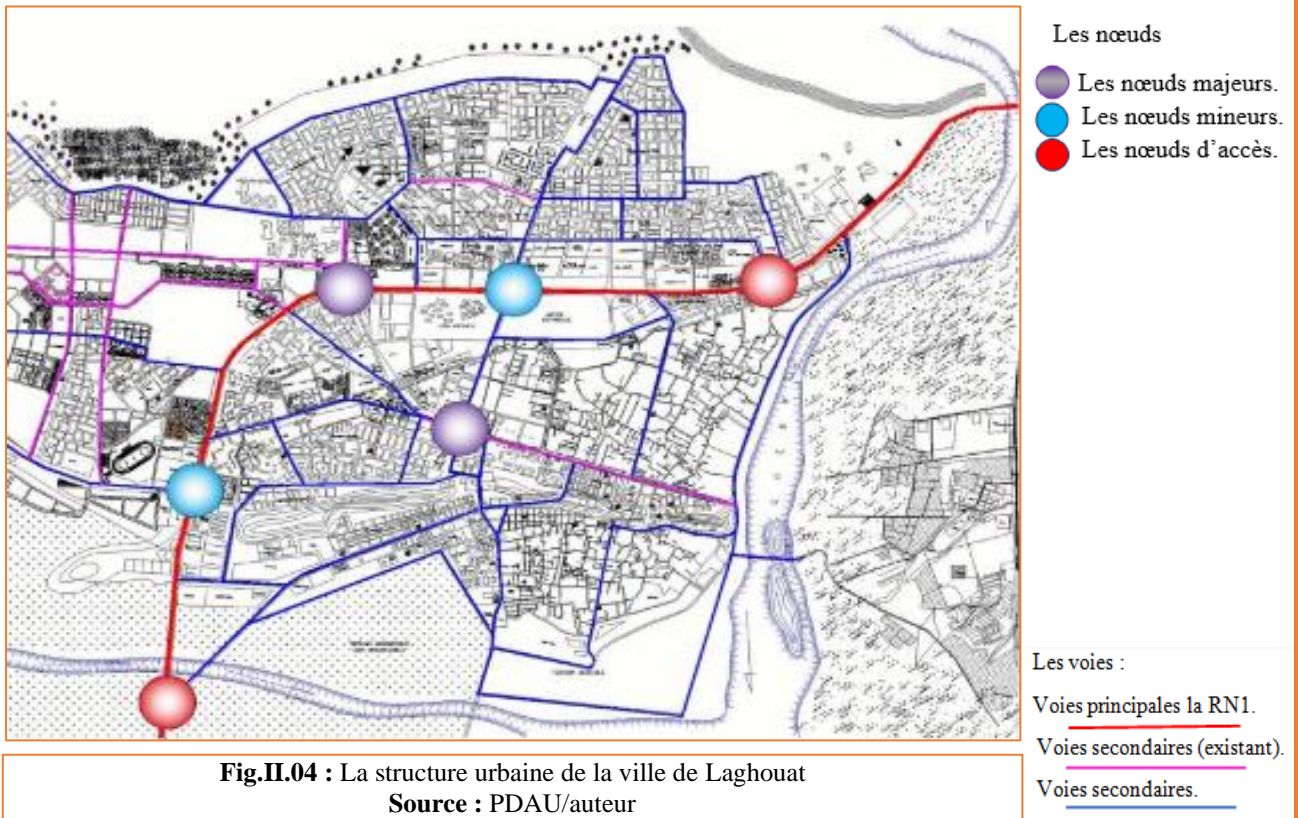 Les nœuds
Les nœuds majeurs.
Les nœuds mineurs.
Les nœuds d’accès.
Les voies :
Voies principales la RN1.
Voies secondaires (existant).
Voies secondaires.
Fig.II.04 : La structure urbaine de la ville de Laghouat
Source : PDAU/auteur